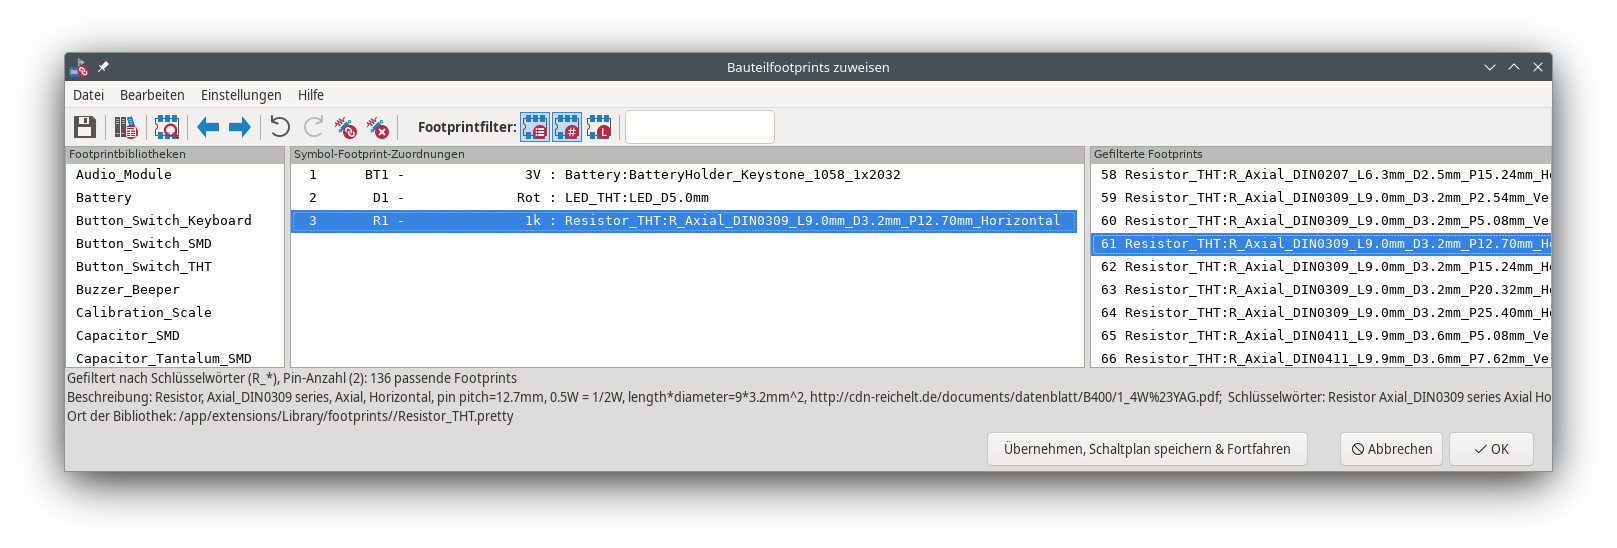 Bauteilfootprints zuweisen
Datei Bearbeiten Einstellungen Hilfe
Footprintfilter:
Footprintbibliotheken
Audio_Module
Battery
Button_Switch_Keyboard
Button_Switch_SMD
Button_Switch_THT
Buzzer_Beeper
Calibration_Scale
Capacitor_SMD
Capacitor_Tantalum_SMD
Symbol-Footprint-Zuordnungen
1 BT1 - 3V : Battery:BatteryHolder_Keystone_1058_1x2032
2 D1 - Rot : LED_THT:LED_D5.0mm
3 R1 - 1k : Resistor_THT:R_Axial_DIN0309_L9.0mm_D3.2mm_P12.70mm_Horizontal
Gefilterte Footprints
58 Resistor_THT:R_Axial_DIN0207_L6.3mm_D2.5mm_P15.24mm_Ho
59 Resistor_THT:R_Axial_DIN0309_L9.0mm_D3.2mm_P2.54mm_Ve
60 Resistor_THT:R_Axial_DIN0309_L9.0mm_D3.2mm_P5.08mm_Ve
61 Resistor_THT:R_Axial_DIN0309_L9.0mm_D3.2mm_P12.70mm_Ho
62 Resistor_THT:R_Axial_DIN0309_L9.0mm_D3.2mm_P15.24mm_Ho
63 Resistor_THT:R_Axial_DIN0309_L9.0mm_D3.2mm_P20.32mm_Ho
64 Resistor_THT:R_Axial_DIN0309_L9.0mm_D3.2mm_P25.40mm_Ho
65 Resistor_THT:R_Axial_DIN0411_L9.9mm_D3.6mm_P5.08mm_Ve
66 Resistor_THT:R_Axial_DIN0411_L9.9mm_D3.6mm_P7.62mm_Ve
Gefiltert nach Schlüsselwörter (R_*), Pin-Anzahl (2): 136 passende Footprints
Beschreibung: Resistor, Axial_DIN0309 series, Axial, Horizontal, pin pitch=12.7mm, 0.5W = 1/2W, length*diameter=9*3.2mm^2, http://cdn-reichelt.de/documents/datenblatt/B400/1_4W%23YAG.pdf; Schlüsselwörter: Resistor Axial_DIN0309 series Axial Ho
Ort der Bibliothek: /app/extensions/Library/footprints//Resistor_THT.pretty
Übernehmen, Schaltplan speichern & Fortfahren Abbrechen OK